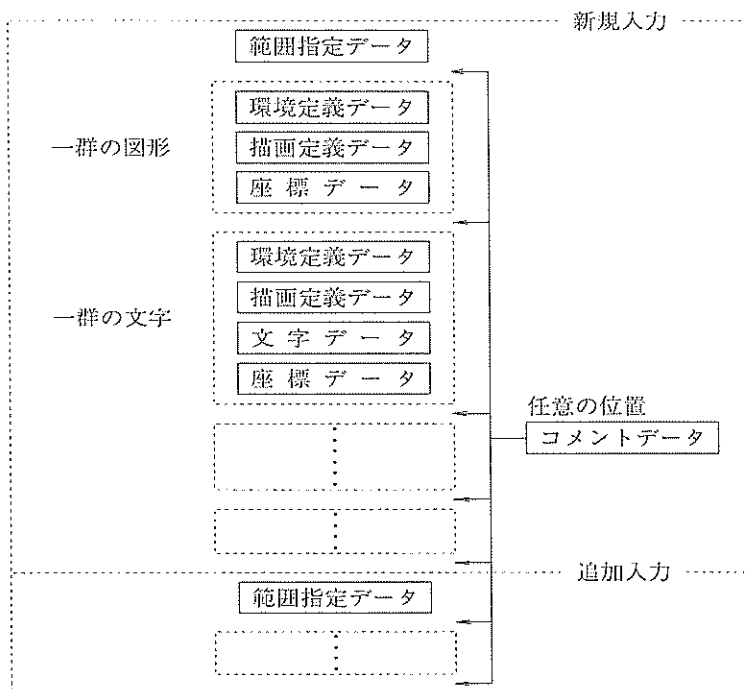 新規入力
範囲指定データ
環境定義データ
一群の図形
描画定義データ
座標データ
環境定義データ
描画定義データ
一群の文字
文字データ
座標データ
任意の位置
コメントデータ
追加入力
範囲指定データ